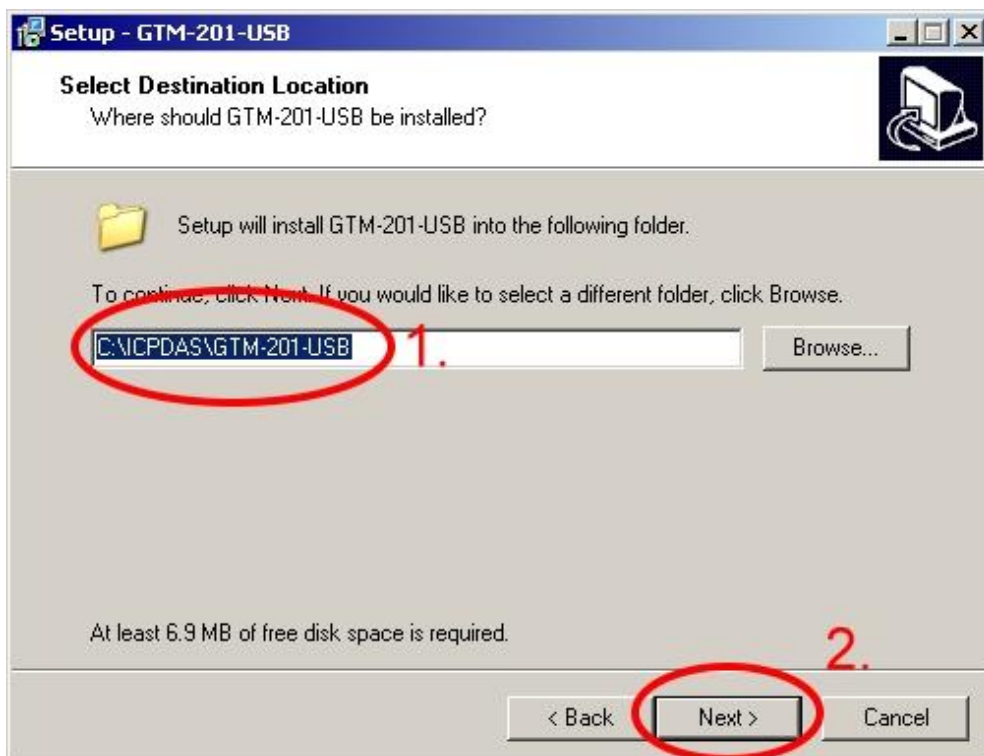 Setup - GTM-201-USB
Select Destination Location
Where should GTM-201-USB be installed?
Setup will install GTM-201-USB into the following folder.
To continue, click Next. If you would like to select a different folder, click Browse.
C:\ICPDAS\GTM-201-USB 1. Browse...
At least 6.9 MB of free disk space is required.
2.
< Back Next > Cancel